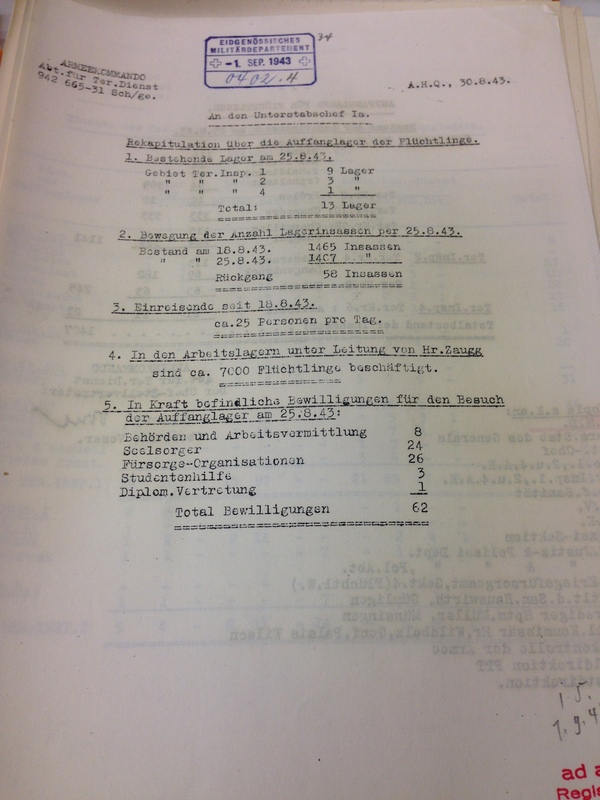 EIDGENÖSSISCHES
MILITÄRDEPARTEMENT
-1. SEP. 1943
0402.4
34
ARMEEKOMMANDO
Abt.für Ter.Dienst
942 665-31 Sch/ge.
A.H.Q., 30.8.43.
An den Unterstabschef Ia.
Rekapitulation über die Auffanglager der Flüchtlinge.
1. Bestehende Lager am 25.8.43.
Gebiet Ter.Insp. 1 9 Lager
" " " 2 3 "
" " " 4 1 "
Total: 13 Lager
2. Bewegung der Anzahl Lagerinsassen per 25.8.43.
Bestand am 18.8.43. 1465 Insassen
" " 25.8.43. 1407 "
Rückgang 58 Insassen
3. Einreisende seit 18.8.43.
ca.25 Personen pro Tag.
4. In den Arbeitslagern unter Leitung von Hr.Zaugg
sind ca. 7000 Flüchtlinge beschäftigt.
5. In Kraft befindliche Bewilligungen für den Besuch
der Auffanglager am 25.8.43:
Behörden und Arbeitsvermittlung 8
Seelsorger 24
Fürsorge-Organisationen 26
Studentenhilfe 3
Diplom.Vertretung 1
Total Bewilligungen 62
ad a
Regis